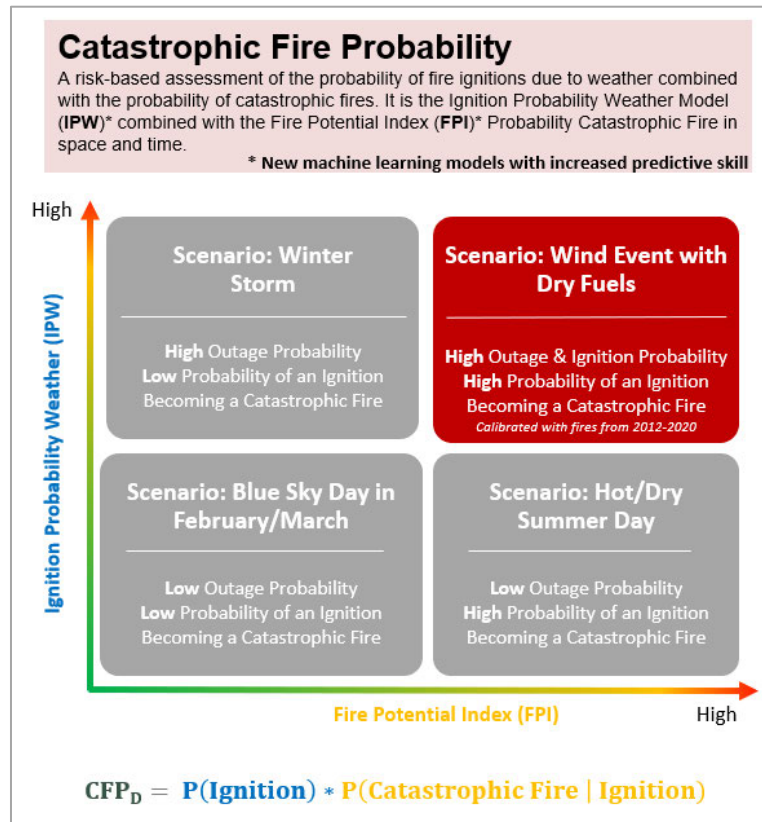 Catastrophic Fire Probability
A risk-based assessment of the probability of fire ignitions due to weather combined
with the probability of catastrophic fires. It is the Ignition Probability Weather Model
(IPW)* combined with the Fire Potential Index (FPI)* Probability Catastrophic Fire in
space and time.
* New machine learning models with increased predictive skill
High
Ignition Probability Weather (IPW)
Scenario: Winter
Storm
High Outage Probability
Low Probability of an Ignition
Becoming a Catastrophic Fire
Scenario: Wind Event with
Dry Fuels
High Outage & Ignition Probability
High Probability of an Ignition
Becoming a Catastrophic Fire
Calibrated with fires from 2012-2020
Scenario: Blue Sky Day in
February/March
Low Outage Probability
Low Probability of an Ignition
Becoming a Catastrophic Fire
Scenario: Hot/Dry
Summer Day
Low Outage Probability
High Probability of an Ignition
Becoming a Catastrophic Fire
Fire Potential Index (FPI)
High
CFP_D = P(Ignition) * P(Catastrophic Fire | Ignition)